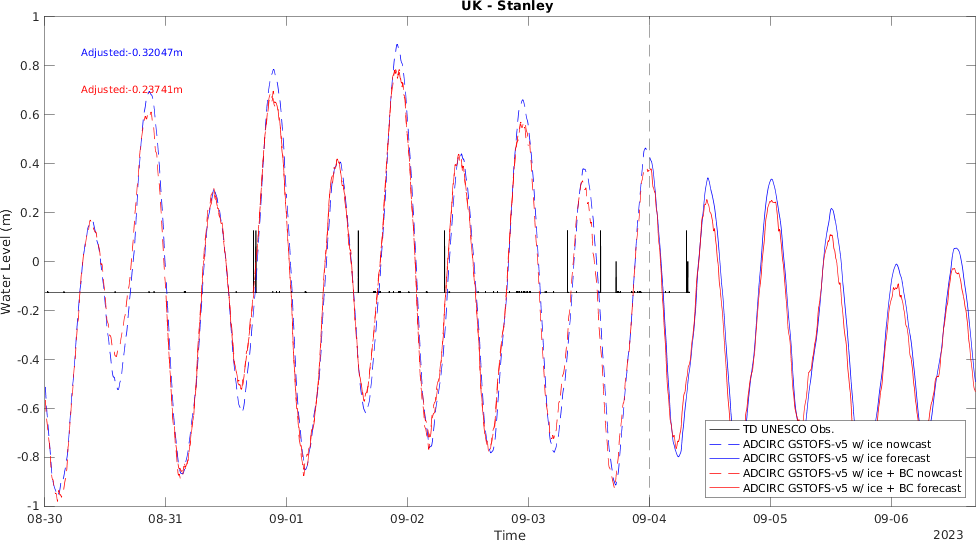 UK - Stanley
Adjusted:-0.32047m
Adjusted:-0.23741m
Water Level (m)
1
0.8
0.6
0.4
0.2
0
-0.2
-0.4
-0.6
-0.8
-1
TD UNESCO Obs.
ADCIRC GSTOFS-v5 w/ ice nowcast
ADCIRC GSTOFS-v5 w/ ice forecast
ADCIRC GSTOFS-v5 w/ ice + BC nowcast
ADCIRC GSTOFS-v5 w/ ice + BC forecast
08-30 08-31 09-01 09-02 09-03 09-04 09-05 09-06
Time
2023